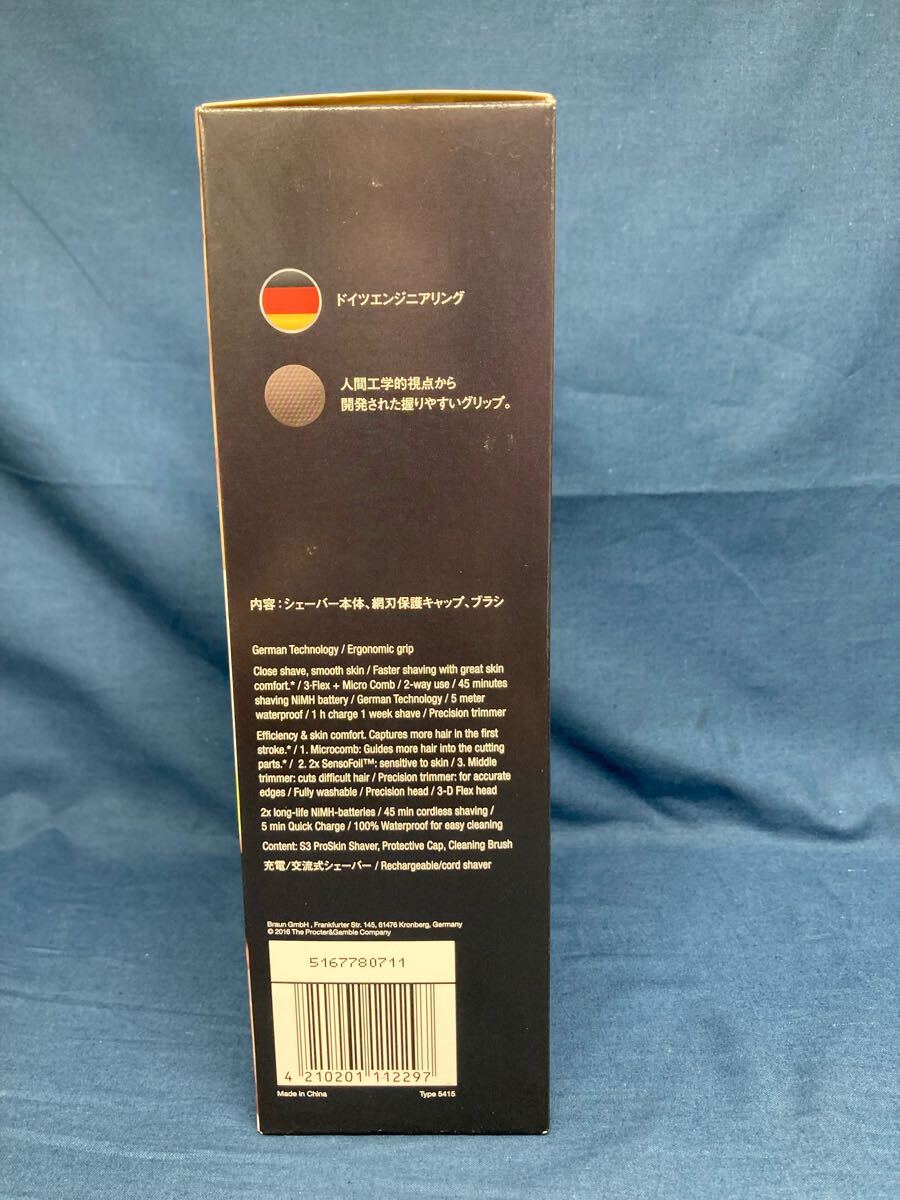 ドイツエンジニアリング
人間工学的視点から
開発された握りやすいグリップ。
内容：シェーバー本体、網刃保護キャップ、ブラシ
German Technology / Ergonomic grip
Close shave, smooth skin / Faster shaving with great skin
comfort.* / 3-Flex + Micro Comb / 2-way use / 45 minutes
shaving NiMH battery / German Technology / 5 meter
waterproof / 1 h charge 1 week shave / Precision trimmer
Efficiency & skin comfort. Captures more hair in the first
stroke.* / 1. Microcomb: Guides more hair into the cutting
parts.* / 2. 2x SensoFoil™: sensitive to skin / 3. Middle
trimmer: cuts difficult hair / Precision trimmer: for accurate
edges / Fully washable / Precision head / 3-D Flex head
2x long-life NiMH-batteries / 45 min cordless shaving /
5 min Quick Charge / 100% Waterproof for easy cleaning
Content: S3 ProSkin Shaver, Protective Cap, Cleaning Brush
充電/交流式シェーバー / Rechargeable/cord shaver
Braun GmbH , Frankfurter Str. 145, 61476 Kronberg, Germany
© 2016 The Procter&Gamble Company
5167780711
4 210201 112297
Made in China Type 5415